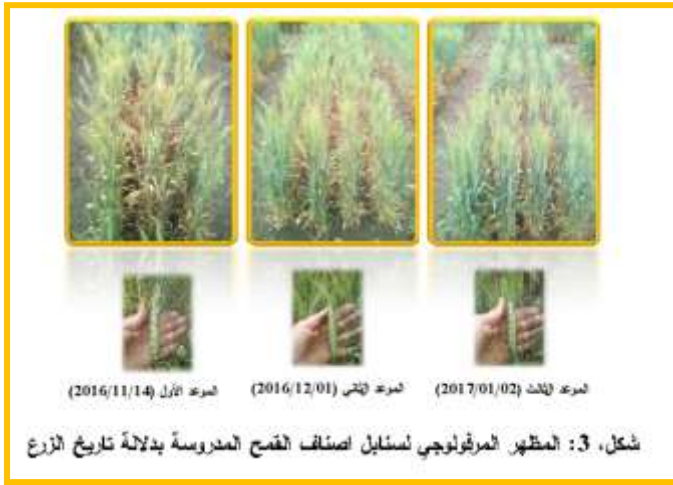 الموعد الثالث (2017/01/02)
الموعد الثاني (2016/12/01)
الموعد الأول (2016/11/14)
شكل، 3: المظهر المرفولوجي لسنابل اصناف القمح المدروسة بدلالة تاريخ الزرع